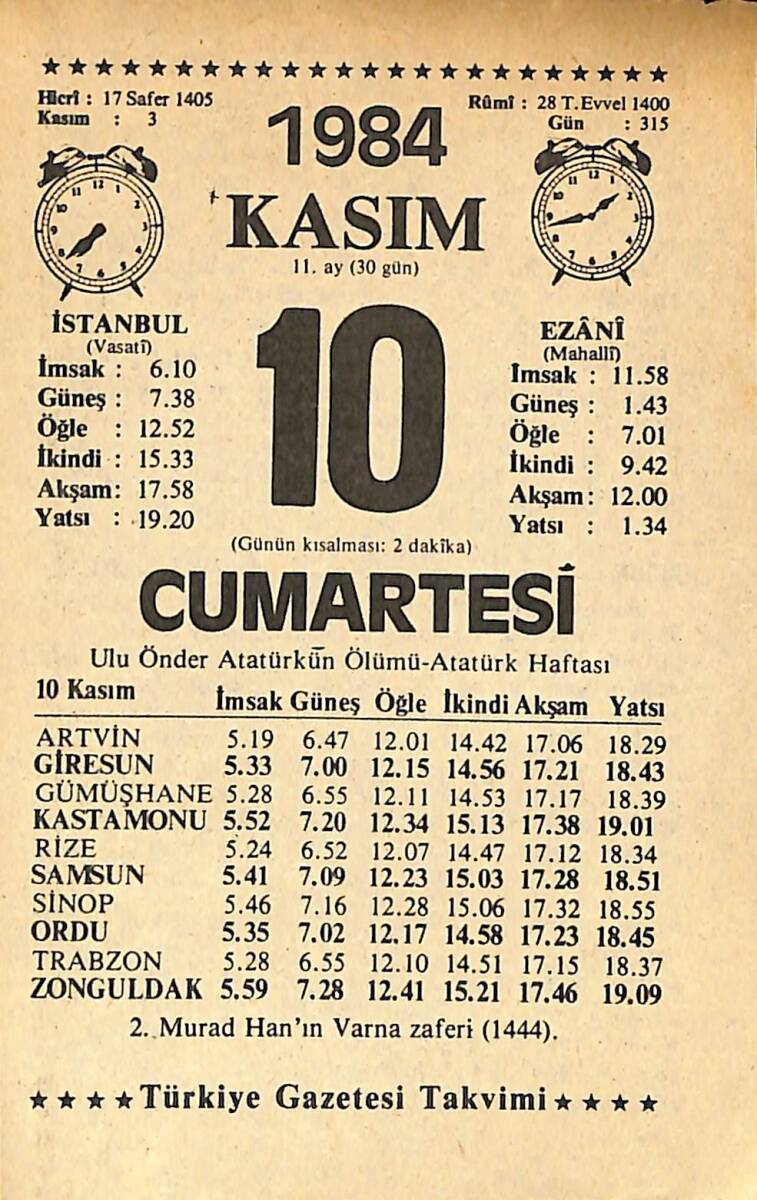 Hicrî : 17 Safer 1405
Kasım : 3
1984
Rûmî : 28 T.Evvel 1400
Gün : 315
KASIM
11. ay (30 gün)
10
İSTANBUL
(Vasatî)
İmsak : 6.10
Güneş : 7.38
Öğle : 12.52
İkindi : 15.33
Akşam: 17.58
Yatsı : 19.20
EZÂNÎ
(Mahallî)
İmsak : 11.58
Güneş : 1.43
Öğle : 7.01
İkindi : 9.42
Akşam: 12.00
Yatsı : 1.34
(Günün kısalması: 2 dakîka)
CUMARTESİ
Ulu Önder Atatürkün Ölümü-Atatürk Haftası
10 Kasım İmsak Güneş Öğle İkindi Akşam Yatsı
ARTVİN 5.19 6.47 12.01 14.42 17.06 18.29
GİRESUN 5.33 7.00 12.15 14.56 17.21 18.43
GÜMÜŞHANE 5.28 6.55 12.11 14.53 17.17 18.39
KASTAMONU 5.52 7.20 12.34 15.13 17.38 19.01
RİZE 5.24 6.52 12.07 14.47 17.12 18.34
SAMSUN 5.41 7.09 12.23 15.03 17.28 18.51
SİNOP 5.46 7.16 12.28 15.06 17.32 18.55
ORDU 5.35 7.02 12.17 14.58 17.23 18.45
TRABZON 5.28 6.55 12.10 14.51 17.15 18.37
ZONGULDAK 5.59 7.28 12.41 15.21 17.46 19.09
2. Murad Han'ın Varna zaferi (1444).
Türkiye Gazetesi Takvimi